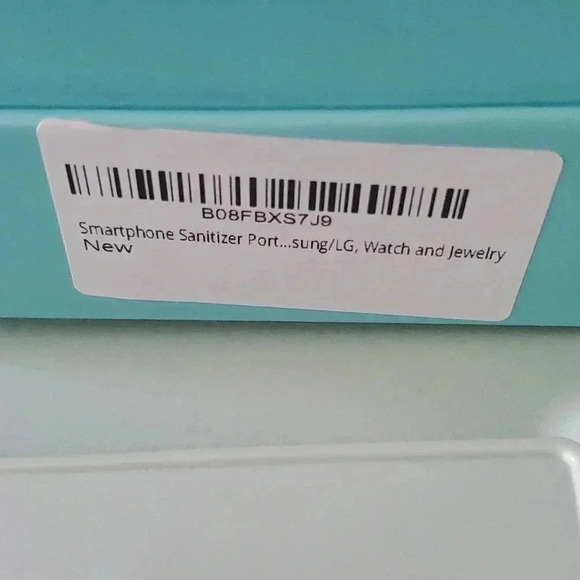 B08FBXS7J9
Smartphone Sanitizer Port...sung/LG, Watch and Jewelry
New